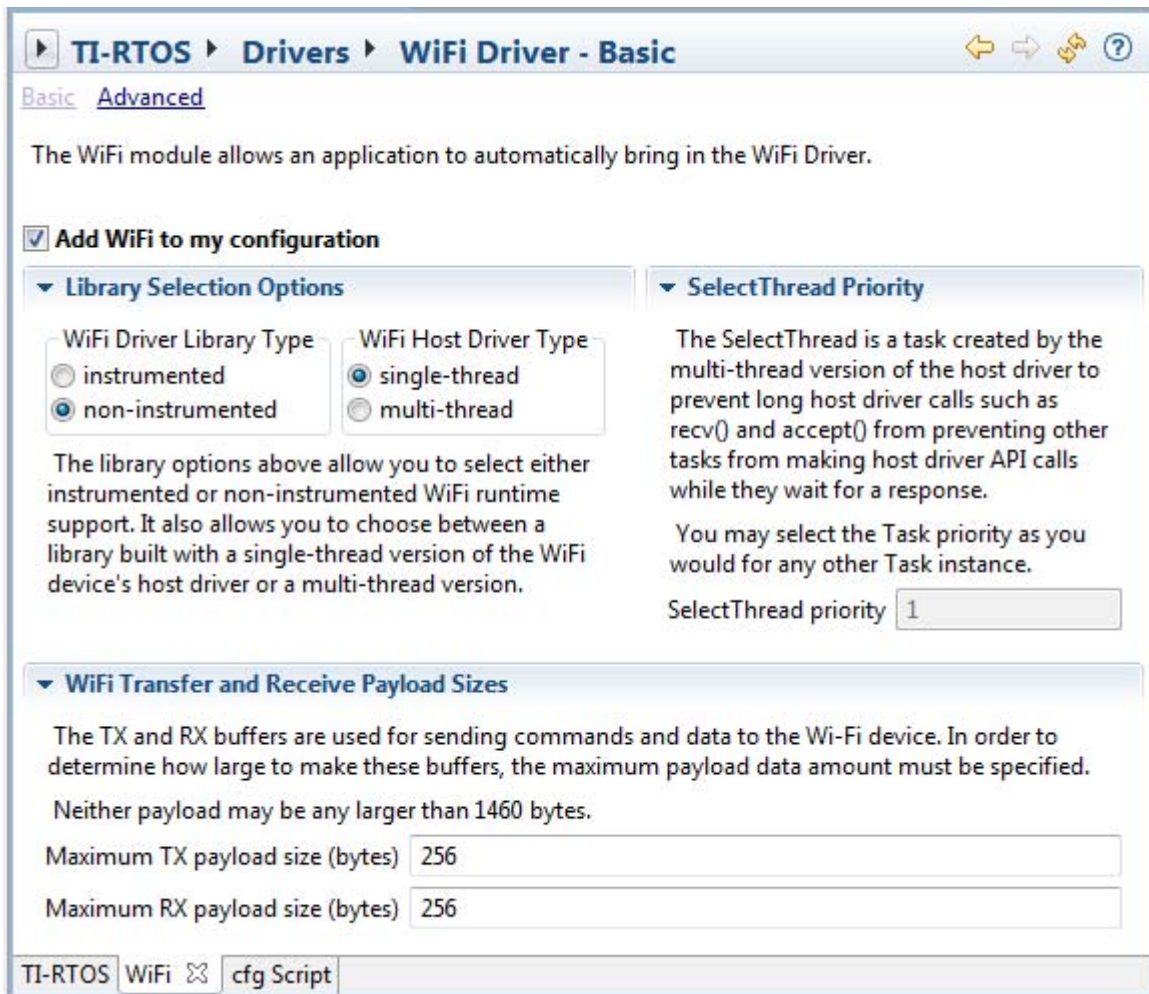 TI-RTOS Drivers WiFi Driver - Basic
Basic Advanced
The WiFi module allows an application to automatically bring in the WiFi Driver.
Add WiFi to my configuration
Library Selection Options
WiFi Driver Library Type
instrumented
non-instrumented
WiFi Host Driver Type
single-thread
multi-thread
The library options above allow you to select either
instrumented or non-instrumented WiFi runtime
support. It also allows you to choose between a
library built with a single-thread version of the WiFi
device's host driver or a multi-thread version.
SelectThread Priority
The SelectThread is a task created by the
multi-thread version of the host driver to
prevent long host driver calls such as
recv() and accept() from preventing other
tasks from making host driver API calls
while they wait for a response.
You may select the Task priority as you
would for any other Task instance.
SelectThread priority 1
WiFi Transfer and Receive Payload Sizes
The TX and RX buffers are used for sending commands and data to the Wi-Fi device. In order to
determine how large to make these buffers, the maximum payload data amount must be specified.
Neither payload may be any larger than 1460 bytes.
Maximum TX payload size (bytes) 256
Maximum RX payload size (bytes) 256
TI-RTOS WiFi cfg Script